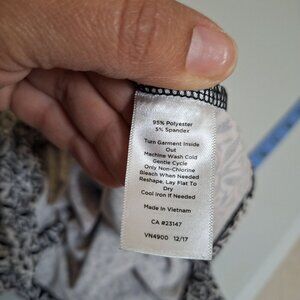 95% Polyester
5% Spandex
Turn Garment Inside
Out
Machine Wash Cold
Gentle Cycle
Only Non-Chlorine
Bleach When Needed
Reshape, Lay Flat To
Dry
Cool Iron If Needed
Made In Vietnam
CA #23147
VN4900 12/17